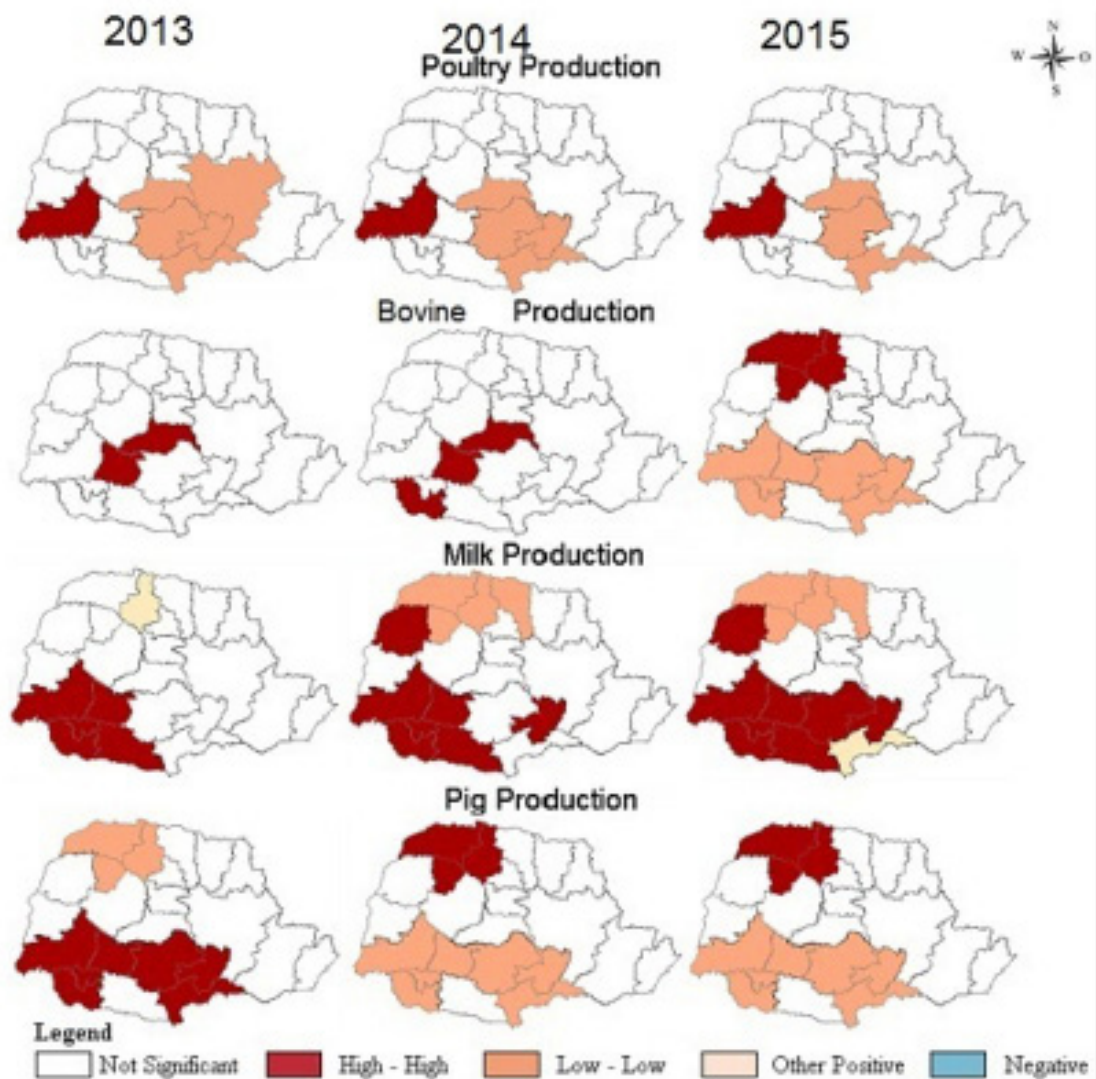 2013 2014 2015
N
W O
S
Poultry Production
Bovine Production
Milk Production
Pig Production
Legend
Not Significant High - High Low - Low Other Positive Negative